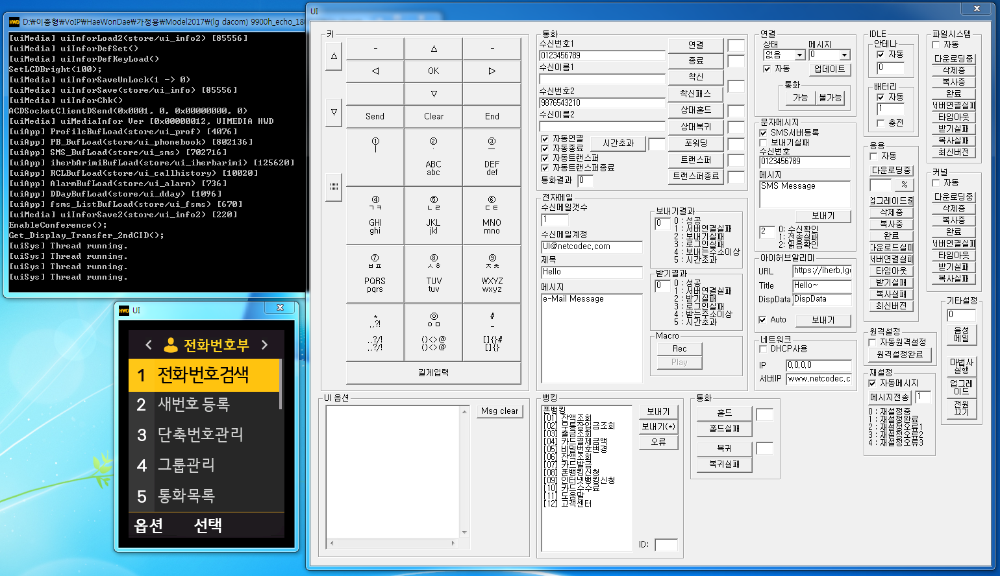 HWD D:₩이종형₩VoIP₩HaeWonDae₩가정용₩Model2017₩(lg dacom) 9900h_echo_180
[uiMedia] uiInforLoad2(store/ui_info2) [85556]
[uiMedia] uiInforDefSet()
[uiMedia] uiInforDefKeyLoad()
SetLCDBright(100);
[uiMedia] uiInforSaveUnLock(1 -> 0)
[uiMedia] uiInforSave(store/ui_info) [85556]
[uiMedia] uiInforChk()
ACDSocketClientDSend(0x0001, 0, 0x00000000, 0)
[uiMedia] uiMediaInfor Ver [0x00000012, UIMEDIA HWD
[uiApp] ProfileBufLoad(store/ui_prof) [4076]
[uiApp] PB_BufLoad(store/ui_phonebook) [802136]
[uiApp] SMS_BufLoad(store/ui_sms) [702716]
[uiApp] iherbArimiBufLoad(store/ui_iherbarimi) [125620]
[uiApp] RCLBufLoad(store/ui_callhistory) [10020]
[uiApp] AlarmBufLoad(store/ui_alarm) [736]
[uiApp] DDayBufLoad(store/ui_dday) [1096]
[uiApp] fsms_ListBufLoad(store/ui_fsms) [670]
[uiMedia] uiInforSave2(store/ui_info2) [220]
EnableConference();
Get_Display_Transfer_2ndCID();
[uiSys] Thread running.
[uiSys] Thread running.
[uiSys] Thread running.
[uiSys] Thread running.
HWD UI
전화번호부
1 전화번호검색
2 새번호 등록
3 단축번호관리
4 그룹관리
5 통화목록
옵션 선택
UI
키
△
▽
- △ -
◁ OK ▷
▽
Send Clear End
① ② ③
| · ㅡ
ABC DEF
abc def
④ ⑤ ⑥
ㄱㅋ ㄴㄹ ㄷㅌ
GHI JKL MNO
ghi jkl mno
⑦ ⑧ ⑨
ㅂㅍ ㅅㅎ ㅈㅊ
PQRS TUV WXYZ
pqrs tuv wxyz
* ⓞ #
.,?! ㅇㅁ _
.,?/! ()<>@ []{}#
.,?/! ()<>@ []{}
길게입력
UI 옵션
Msg clear
통화
수신번호1
0123456789
수신이름1
수신번호2
9876543210
수신이름2
자동연결
자동종료
자동트랜스퍼
자동트랜스퍼종료
시간초과
통화결과 0
연결
종료
착신
착신패스
상대홀드
상대복귀
포워딩
트랜스퍼
트랜스퍼종료
전자메일
수신메일갯수
1
수신메일계정
UI@netcodec.com
제목
Hello
메시지
e-Mail Message
보내기결과
0
0 : 성공
1 : 서버연결실패
2 : 보내기실패
3 : 로그인실패
4 : 보내는주소이상
5 : 시간초과
받기결과
0
0 : 성공
1 : 서버연결실패
2 : 받기실패
3 : 로그인실패
4 : 받는주소이상
5 : 시간초과
Macro
Rec
Play
뱅킹
폰뱅킹
[01] 잔액조회
[02] 무통장입금조회
[03] 출금조회
[04] 카드결제금액
[05] 비밀번호변경
[06] 잔액조회
[07] 카드발급
[08] 폰뱅킹신청
[09] 인터넷뱅킹신청
[10] 카드수수료
[11] 도움말
[12] 고객센터
보내기
보내기(*)
오류
ID:
통화
홀드
홀드실패
복귀
복귀실패
연결
상태 메시지
없음 0
자동 업데이트
통화
가능 불가능
문자메시지
SMS서버등록
보내기실패
수신번호
0123456789
메시지
SMS Message
보내기
2
0: 수신확인
1: 전송실패
2: 읽음확인
아이허브알리미
URL https://iherb.lg
Title Hello~
DispData DispData
Auto 보내기
네트워크
DHCP사용
IP 0.0.0.0
서버IP www.netcodec.c
IDLE
안테나
자동
0
배터리
자동
1
충전
응용
자동
다운로딩중
%
업그레이드중
삭제중
복사중
완료
다운로드실패
서버연결실패
타임아웃
받기실패
복사실패
최신버전
원격설정
자동원격설정
원격설정완료
재설정
자동메시지
메시지전송 1
0 : 재설정중
1 : 재설정완료
2 : 재설정오류1
3 : 재설정오류2
4 : 재설정오류3
파일시스템
자동
다운로딩중
삭제중
복사중
완료
서버연결실패
타임아웃
받기실패
복사실패
최신버전
커널
자동
다운로딩중
삭제중
복사중
완료
서버연결실패
타임아웃
받기실패
복사실패
기타설정
0
음성
메일
마법사
실행
업그레
이드
전원
끄기